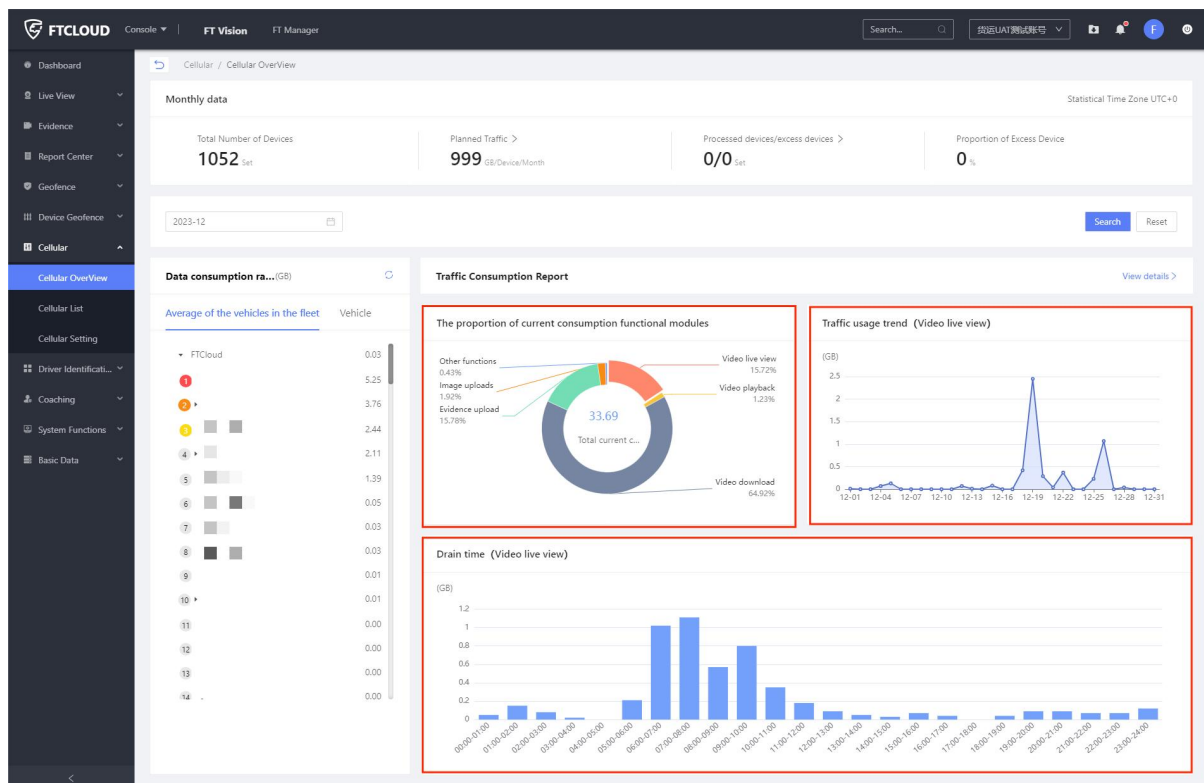 FTCLOUD Console FT Vision FT Manager Search... 货运UAT测试账号 F
Dashboard
Live View
Evidence
Report Center
Geofence
Device Geofence
Cellular
Cellular OverView
Cellular List
Cellular Setting
Driver Identificati...
Coaching
System Functions
Basic Data
Cellular / Cellular OverView
Monthly data
Statistical Time Zone UTC+0
Total Number of Devices
1052 Set
Planned Traffic >
999 GB/Device/Month
Processed devices/excess devices >
0/0 Set
Proportion of Excess Device
0 %
2023-12
Search Reset
Data consumption ra...(GB)
Average of the vehicles in the fleet Vehicle
FTCloud 0.03
1 5.25
2 3.76
3 2.44
4 2.11
5 1.39
6 0.05
7 0.03
8 0.03
9 0.01
10 0.01
11 0.00
12 0.00
13 0.00
14 0.00
Traffic Consumption Report
View details >
The proportion of current consumption functional modules
Other functions
0.43%
Image uploads
1.92%
Evidence upload
15.78%
Video live view
15.72%
Video playback
1.23%
Video download
64.92%
33.69
Total current c...
Traffic usage trend (Video live view)
(GB)
2.5
2
1.5
1
0.5
0
12-01 12-04 12-07 12-10 12-13 12-16 12-19 12-22 12-25 12-28 12-31
Drain time (Video live view)
(GB)
1.2
1
0.8
0.6
0.4
0.2
0
00:00-01:00 01:00-02:00 02:00-03:00 03:00-04:00 04:00-05:00 05:00-06:00 06:00-07:00 07:00-08:00 08:00-09:00 09:00-10:00 10:00-11:00 11:00-12:00 12:00-13:00 13:00-14:00 14:00-15:00 15:00-16:00 16:00-17:00 17:00-18:00 18:00-19:00 19:00-20:00 20:00-21:00 21:00-22:00 22:00-23:00 23:00-24:00